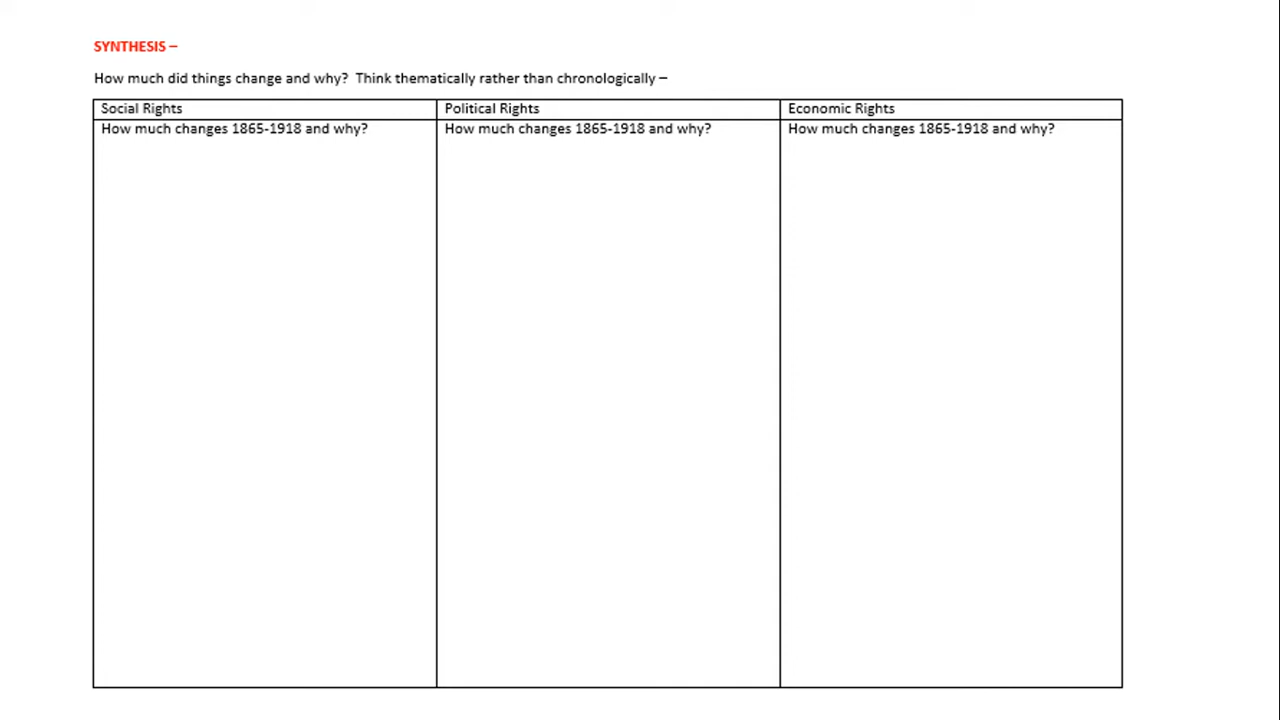 SYNTHESIS –
How much did things change and why?  Think thematically rather than chronologically –
Social Rights
Political Rights
Economic Rights
How much changes 1865-1918 and why?
How much changes 1865-1918 and why?
How much changes 1865-1918 and why?